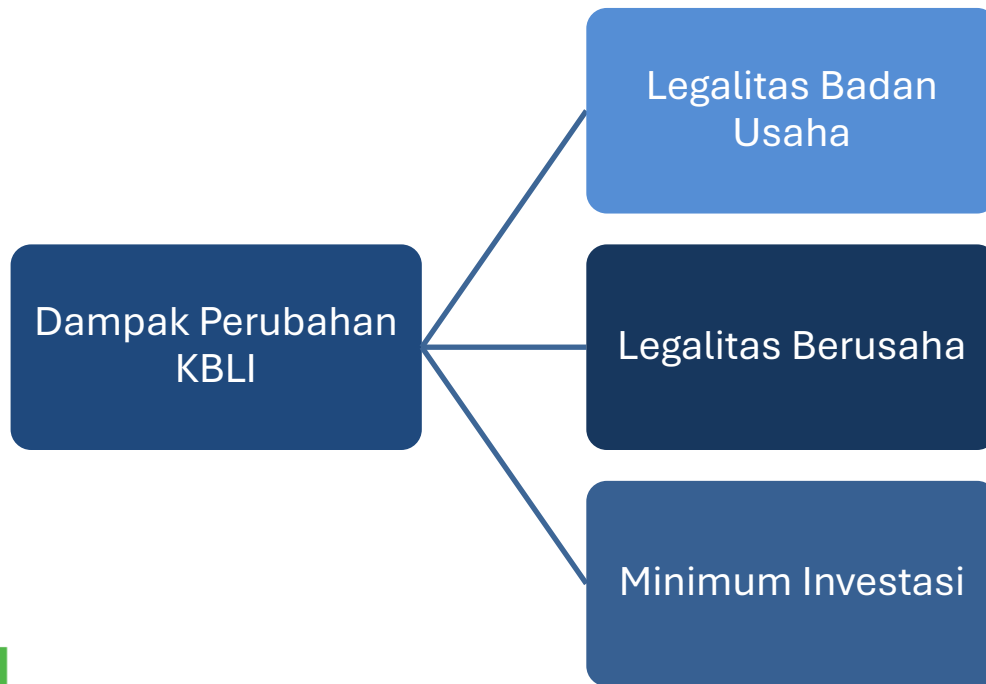 Legalitas Badan
Usaha
Dampak Perubahan
KBLI
Legalitas Berusaha
Minimum Investasi